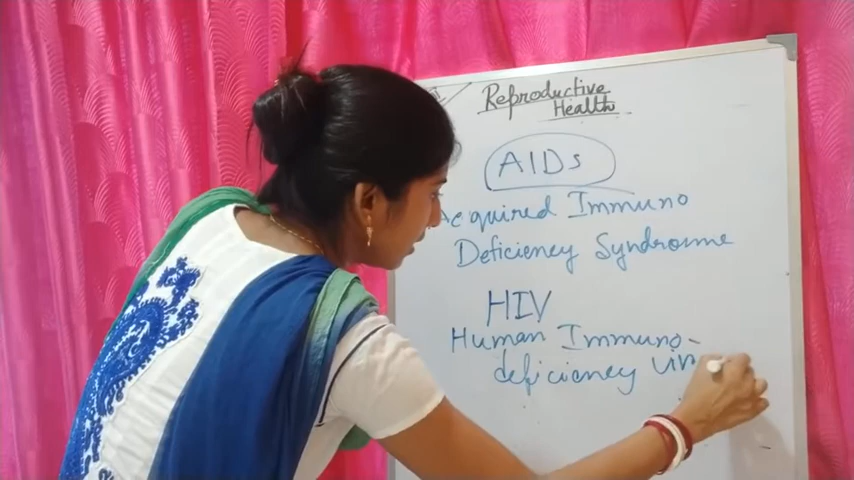 Reproductive
Health
AIDs
Acquired Immuno
Deficiency Syndrome
HIV
Human Immuno-
deficiency